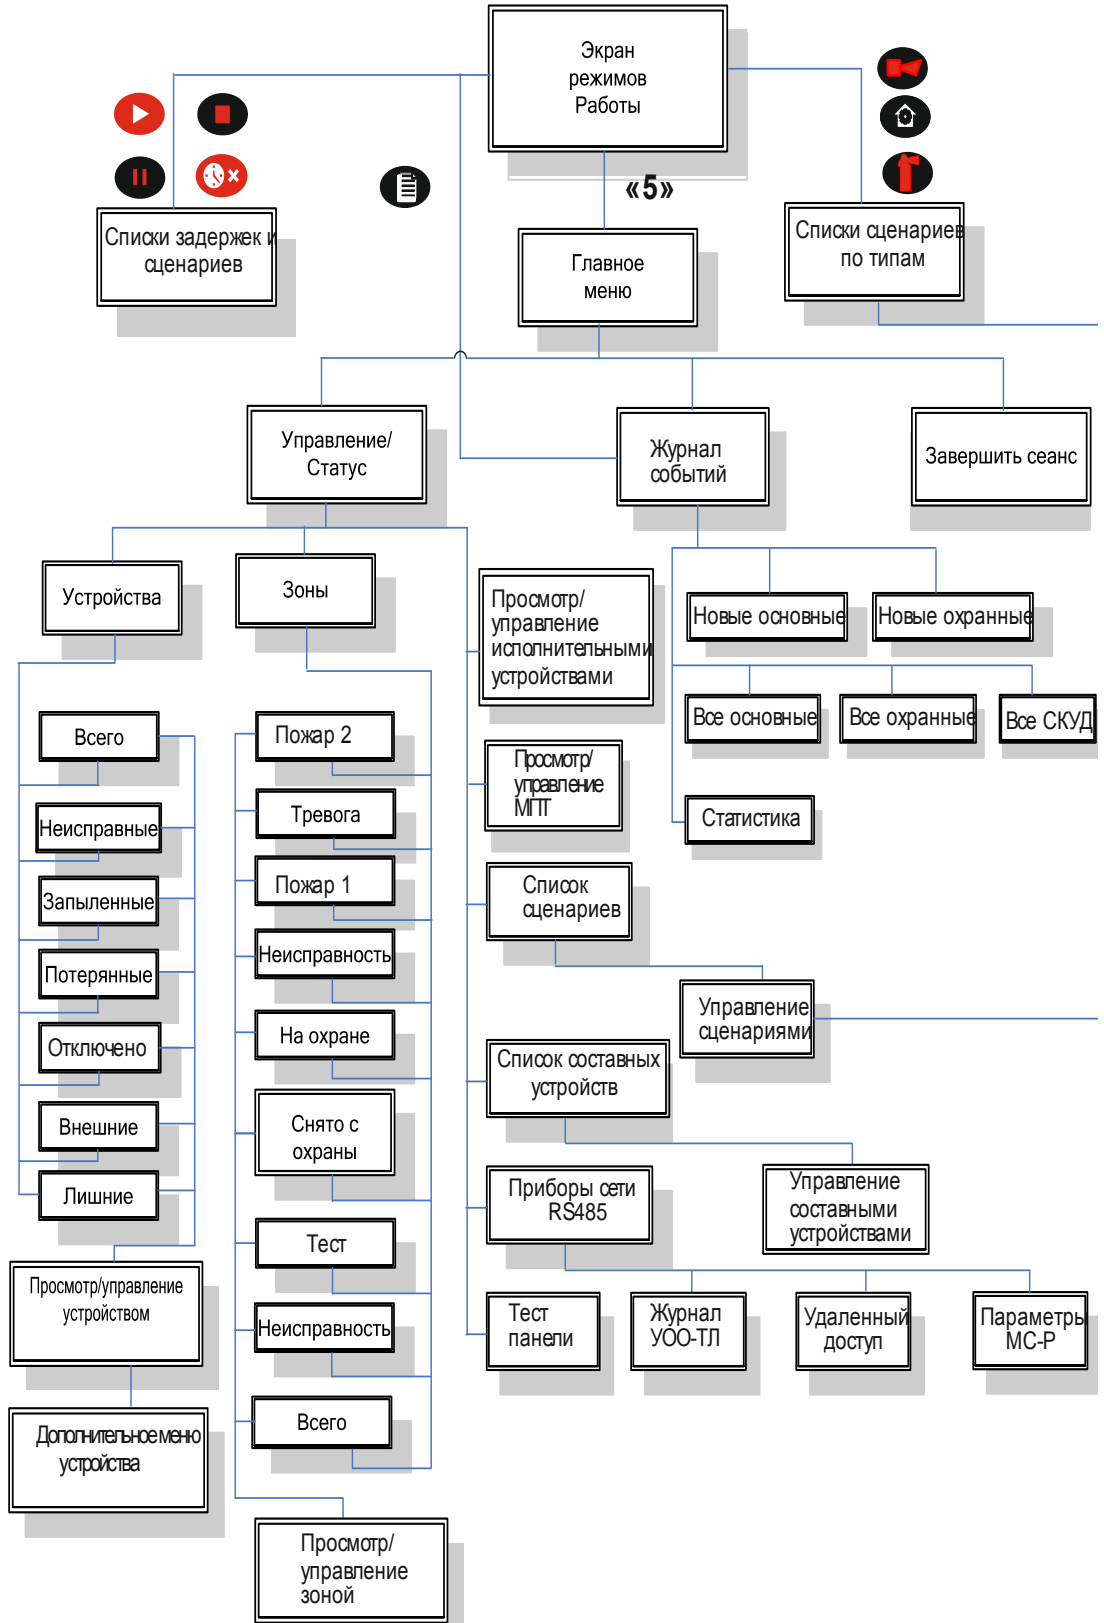 Экран
режимов
Работы
«5»
Списки задержек и
сценариев
Списки сценариев
по типам
Главное
меню
Управление/
Статус
Журнал
событий
Завершить сеанс
Устройства
Зоны
Просмотр/
управление
исполнительными
устройствами
Новые основные
Новые охранные
Все основные
Все охранные
Все СКУД
Статистика
Всего
Неисправные
Запыленные
Потерянные
Отключено
Внешние
Лишние
Просмотр/управление
устройством
Дополнительное меню
устройства
Пожар 2
Тревога
Пожар 1
Неисправность
На охране
Снято с
охраны
Тест
Неисправность
Всего
Просмотр/
управление
зоной
Просмотр/
управление
МПТ
Список
сценариев
Управление
сценариями
Список составных
устройств
Управление
составными
устройствами
Приборы сети
RS485
Тест
панели
Журнал
УОО-ТЛ
Удаленный
доступ
Параметры
МС-Р